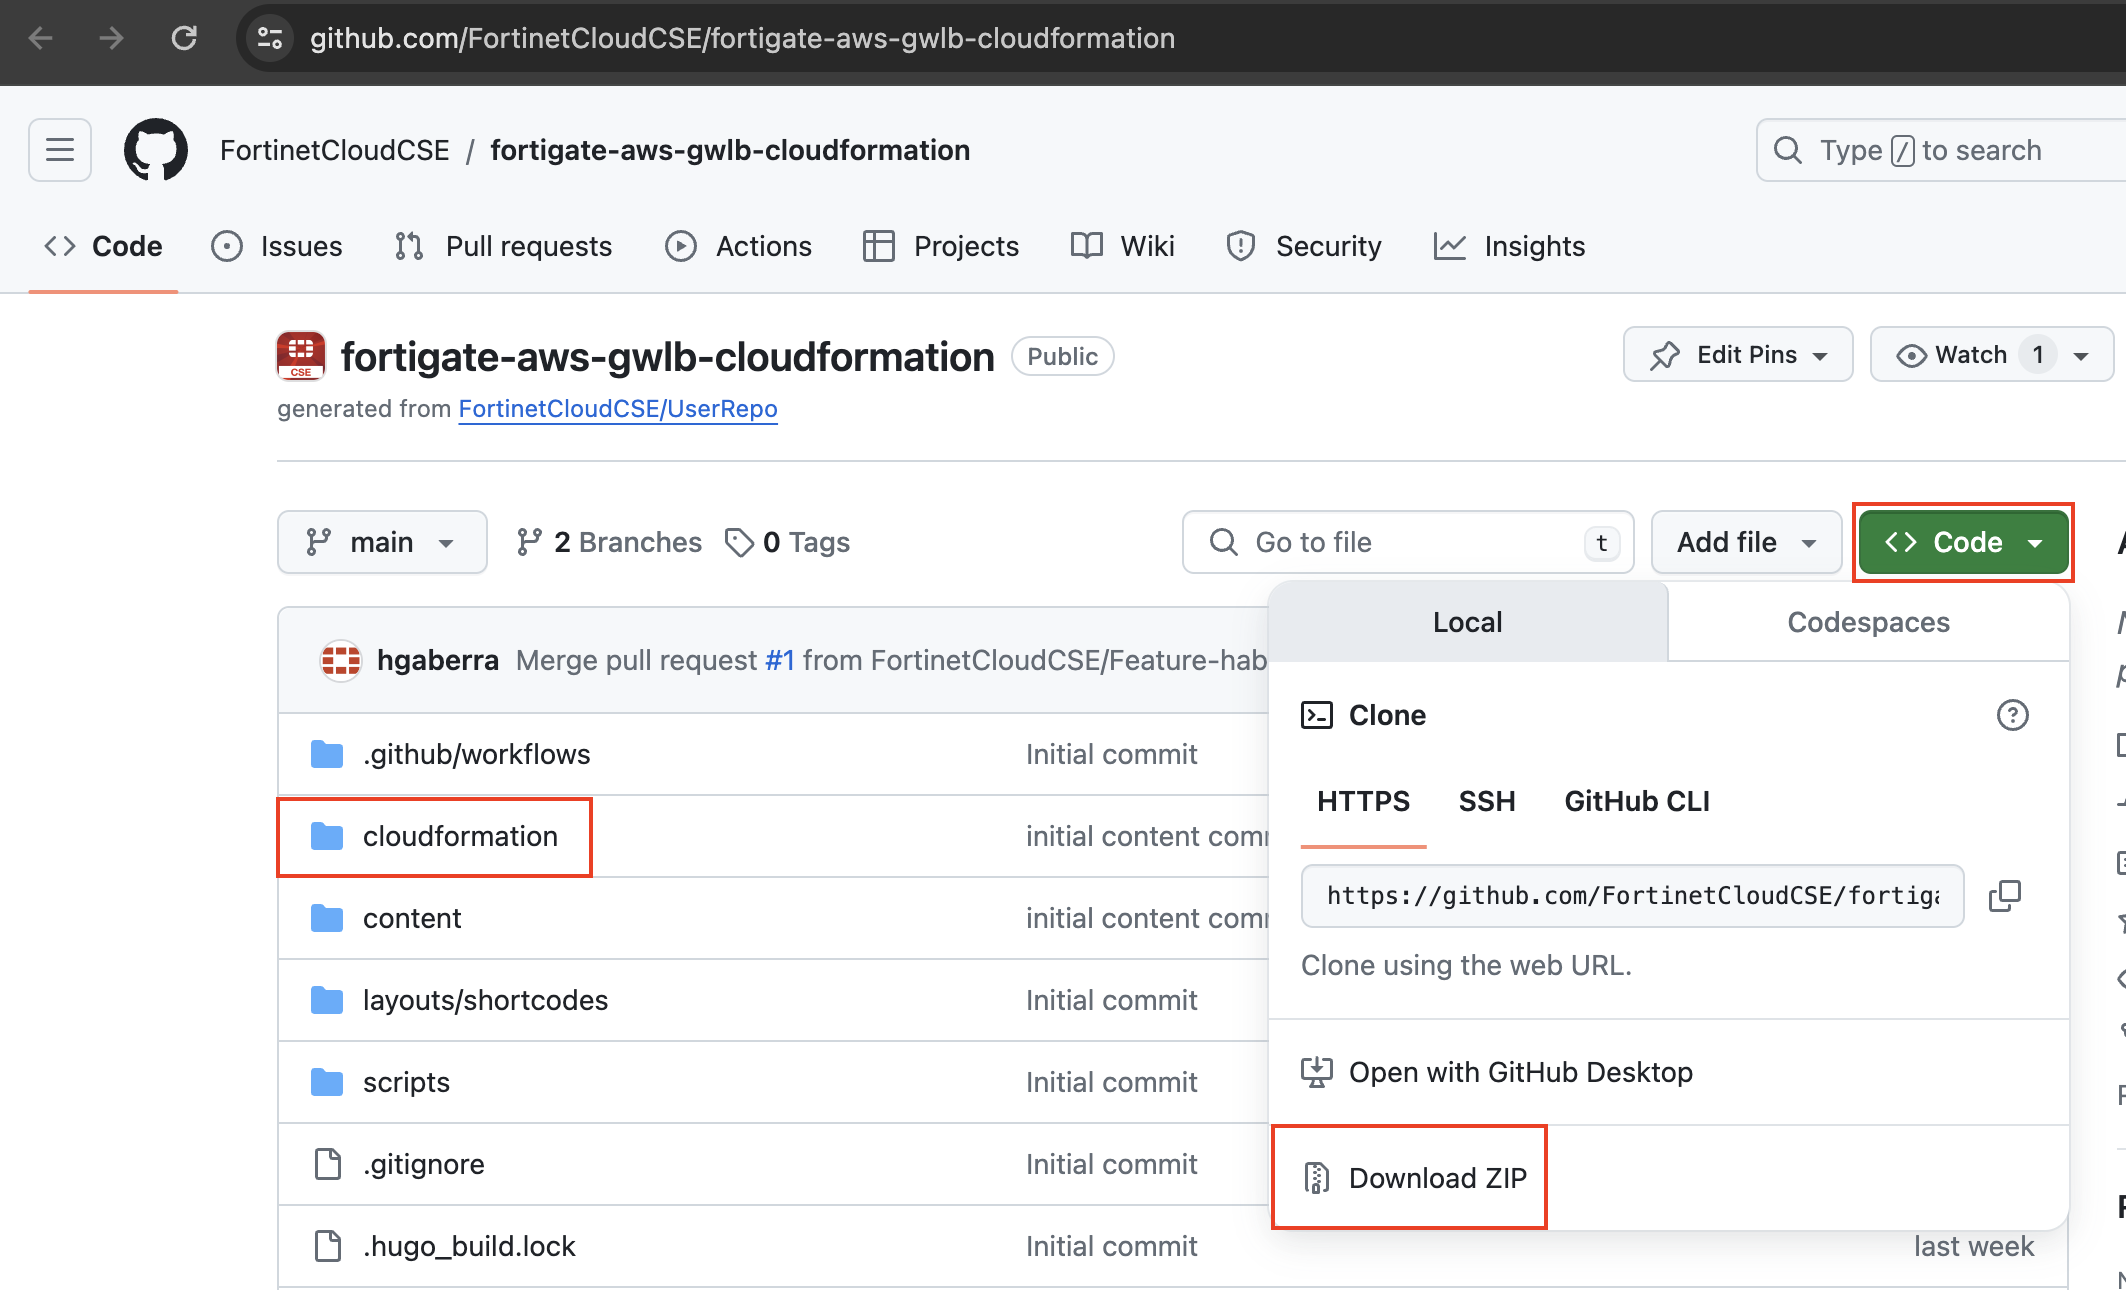 github.com/FortinetCloudCSE/fortigate-aws-gwlb-cloudformation
FortinetCloudCSE / fortigate-aws-gwlb-cloudformation
Type / to search
Code Issues Pull requests Actions Projects Wiki Security Insights
CSE
fortigate-aws-gwlb-cloudformation Public
Edit Pins Watch 1
generated from FortinetCloudCSE/UserRepo
main 2 Branches 0 Tags Go to file t Add file Code
Local Codespaces
hgaberra Merge pull request #1 from FortinetCloudCSE/Feature-hab
Clone
.github/workflows Initial commit
HTTPS SSH GitHub CLI
cloudformation initial content com
https://github.com/FortinetCloudCSE/fortig
content initial content com
Clone using the web URL.
layouts/shortcodes Initial commit
Open with GitHub Desktop
scripts Initial commit
Download ZIP
.gitignore Initial commit
.hugo_build.lock Initial commit last week